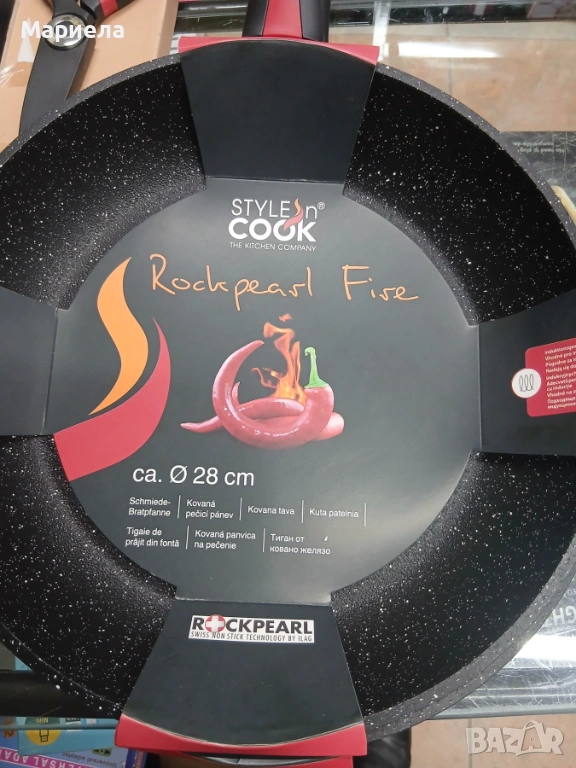 Мариела
STYLE'n®
COOK
THE KITCHEN COMPANY
Rockpearl Fire
ca. Ø 28 cm
Schmiede-
Bratpfanne
Kovaná
pečicí pánev
Kovana tava
Kuta patelnia
Tigaie de
prăjit din fontă
Kovaná panvica
na pečenie
Тиган от
ковано желязо
ROCKPEARL
SWISS NON STICK TECHNOLOGY BY ILAG
BAZAR